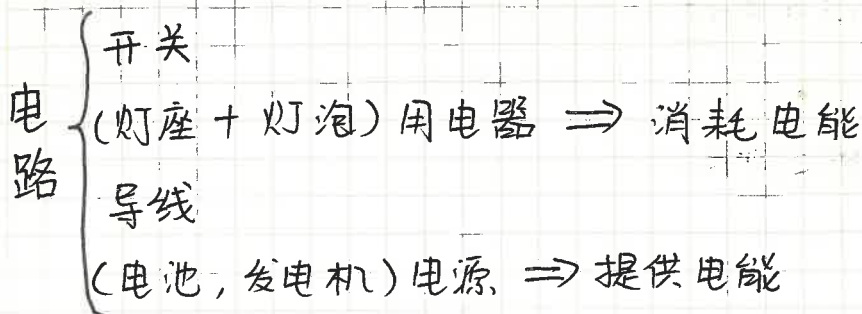 电路
开关
(灯座 + 灯泡) 用电器 ⇒ 消耗电能
导线
(电池, 发电机) 电源 ⇒ 提供电能